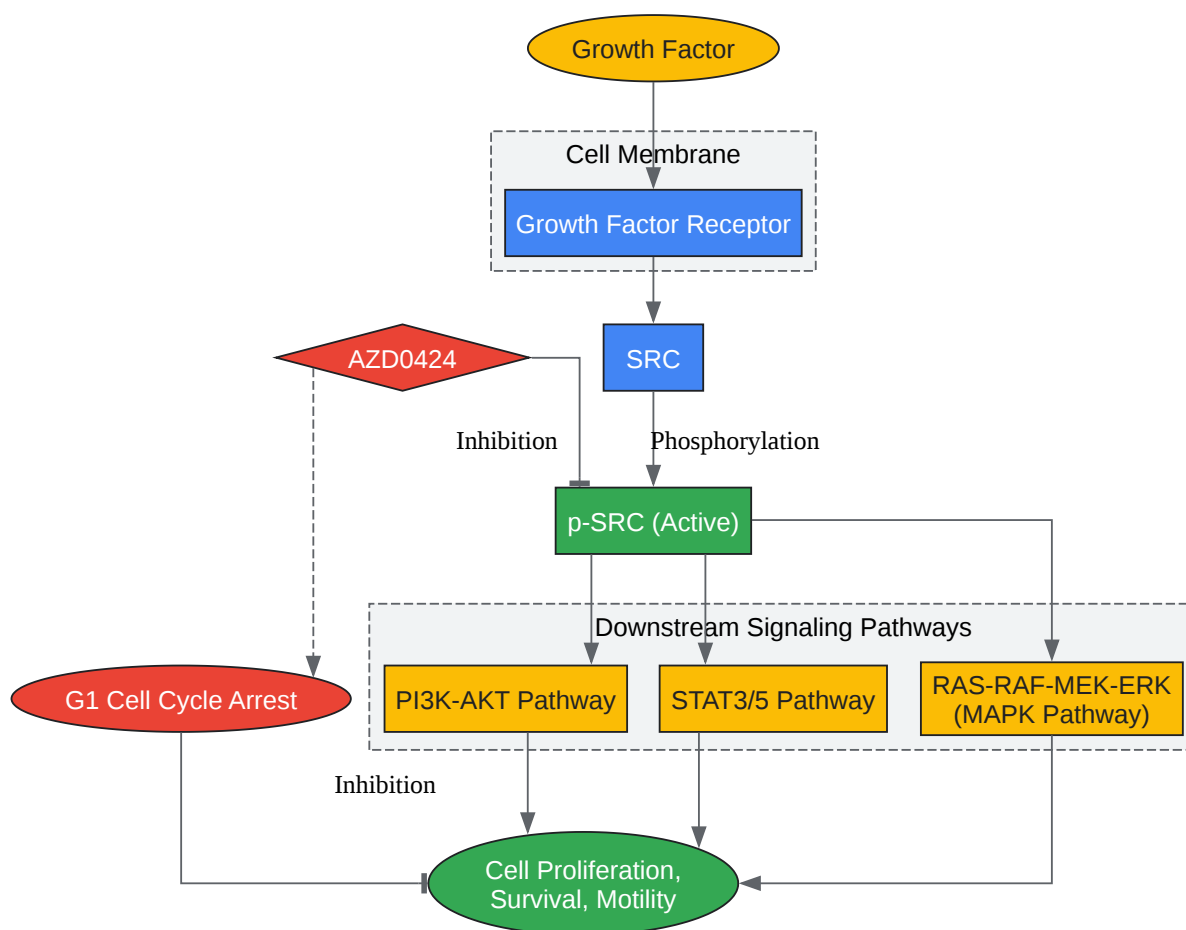 Growth Factor
Cell Membrane
Growth Factor Receptor
AZD0424
SRC
Inhibition
Phosphorylation
p-SRC (Active)
Downstream Signaling Pathways
G1 Cell Cycle Arrest
PI3K-AKT Pathway
STAT3/5 Pathway
RAS-RAF-MEK-ERK
(MAPK Pathway)
Inhibition
Cell Proliferation,
Survival, Motility